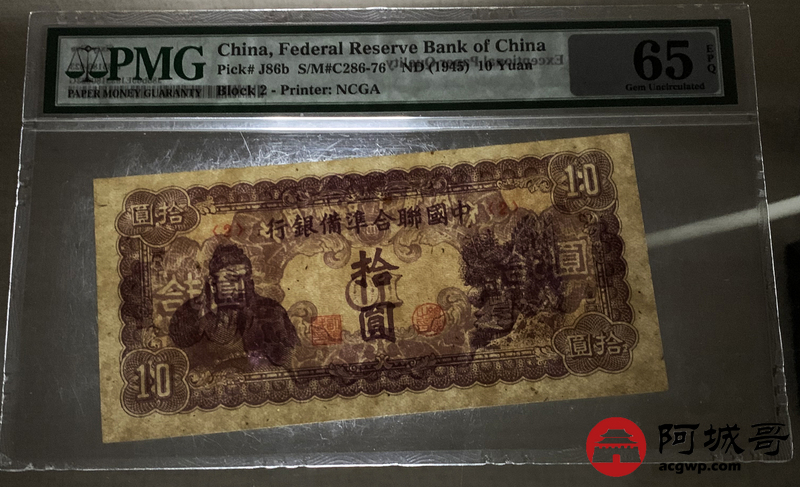 PMG
PAPER MONEY GUARANTY
China, Federal Reserve Bank of China
Pick# J86b S/M#C286-76 ND (1945) 10 Yuan
Block 2 - Printer: NCGA
65 EPQ
Gem Uncirculated
圓拾
10
行銀備準合聯國中
拾圓
圓拾
10
阿城哥
acgwp.com